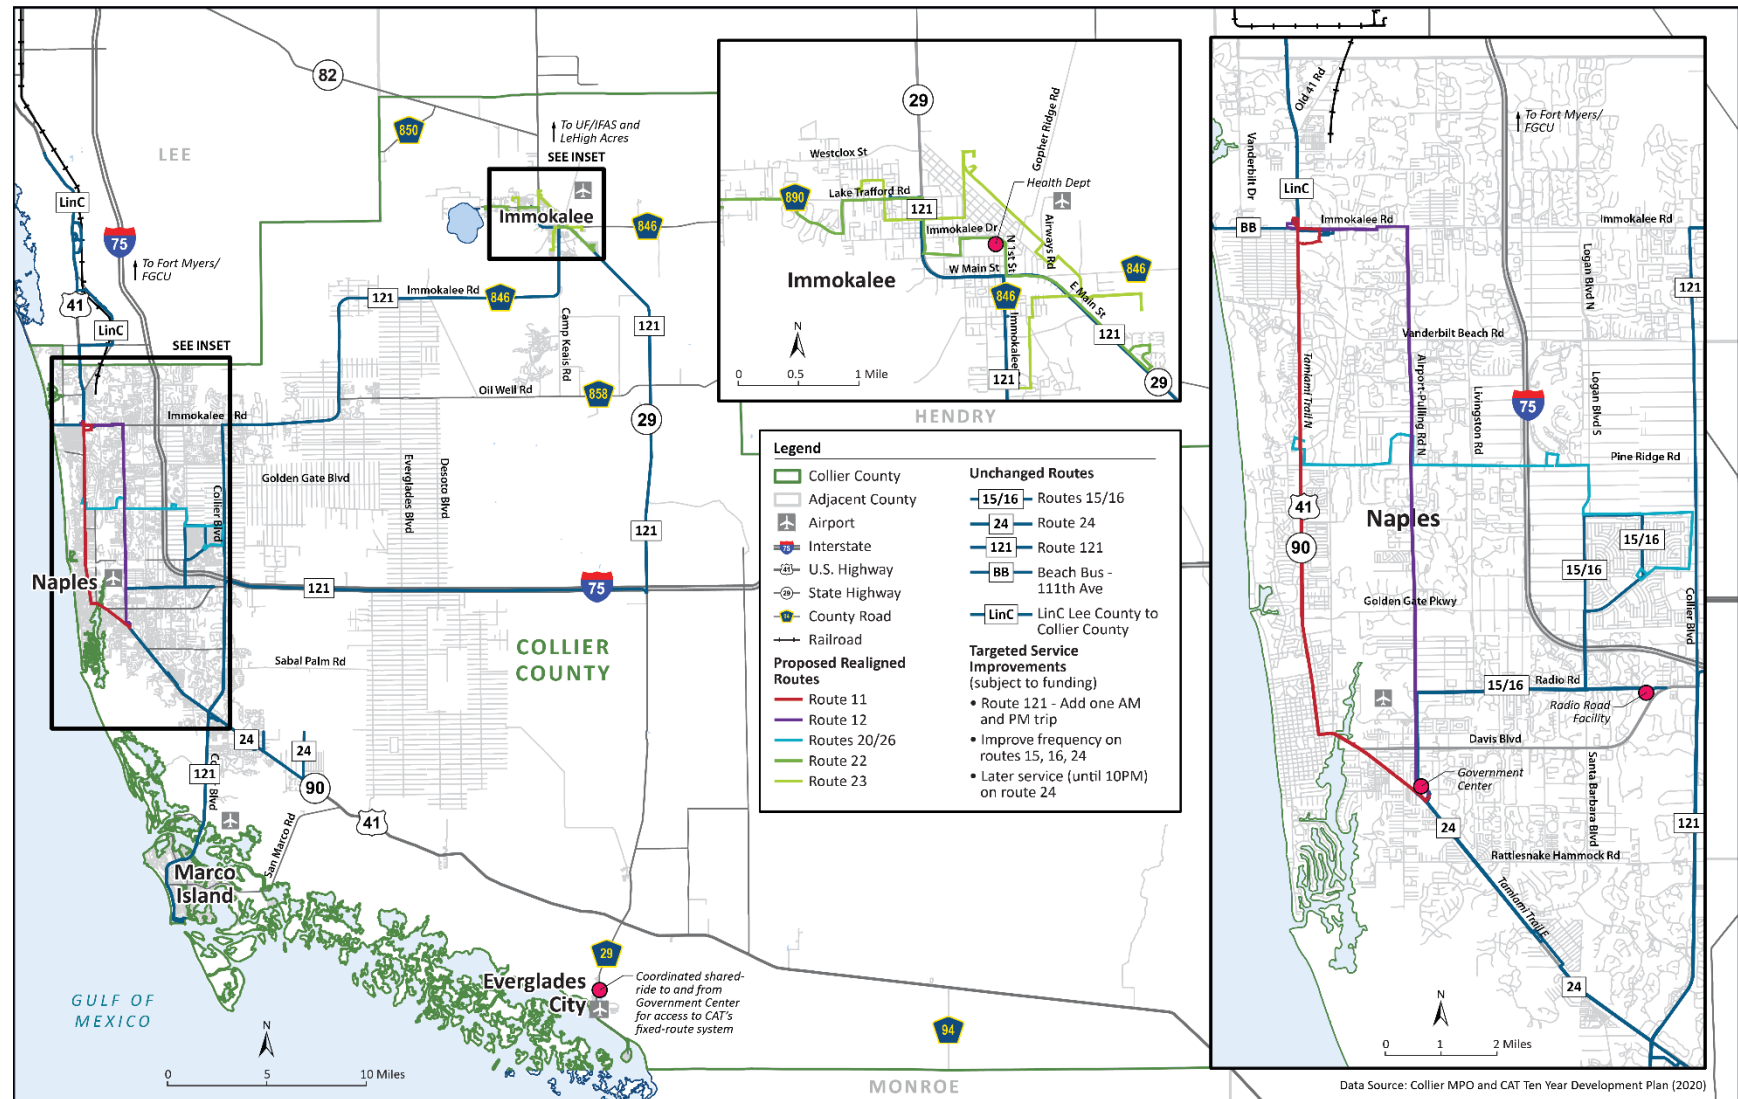 82
850
To UF/IFAS and
LeHigh Acres
SEE INSET
LEE
LinC
75
To Fort Myers/
FGCU
41
LinC
SEE INSET
Immokalee
846
121
Immokalee Rd
846
Camp Keais Rd
121
Oil Well Rd
858
29
Immokalee Rd
Golden Gate Blvd
Everglades Blvd
Desoto Blvd
Collier Blvd
121
Naples
121
75
COLLIER
COUNTY
Sabal Palm Rd
24
24
121
90
41
San Marco Rd
Marco
Island
29
Everglades
City
Coordinated shared-
ride to and from
Government Center
for access to CAT's
fixed-route system
GULF OF
MEXICO
N
0 5 10 Miles
94
MONROE
HENDRY
29
Gopher Ridge Rd
Westclox St
Health Dept
890
Lake Trafford Rd
121
Immokalee Dr
N 1st St
Airways Rd
W Main St
846
846
Immokalee
E Main St
121
Immokalee
121
29
N
0 0.5 1 Mile
Legend
Collier County
Adjacent County
Airport
75
Interstate
41
U.S. Highway
29
State Highway
County Road
Railroad
Proposed Realigned
Routes
Route 11
Route 12
Routes 20/26
Route 22
Route 23
Unchanged Routes
15/16 Routes 15/16
24 Route 24
121 Route 121
BB Beach Bus -
111th Ave
LinC LinC Lee County to
Collier County
Targeted Service
Improvements
(subject to funding)
• Route 121 - Add one AM
and PM trip
• Improve frequency on
routes 15, 16, 24
• Later service (until 10PM)
on route 24
Old 41 Rd
To Fort Myers/
FGCU
Vanderbilt Dr
LinC
BB
Immokalee Rd
Immokalee Rd
Logan Blvd N
121
Vanderbilt Beach Rd
Tamiami Trail N
Airport-Pulling Rd N
Livingston Rd
75
Logan Blvd S
Pine Ridge Rd
41
Naples
90
15/16
15/16
Golden Gate Pkwy
Collier Blvd
15/16
Radio Rd
Radio Road
Facility
Davis Blvd
Santa Barbara Blvd
Government
Center
24
121
Rattlesnake Hammock Rd
Tamiami Trail E
24
N
0 1 2 Miles
Data Source: Collier MPO and CAT Ten Year Development Plan (2020)